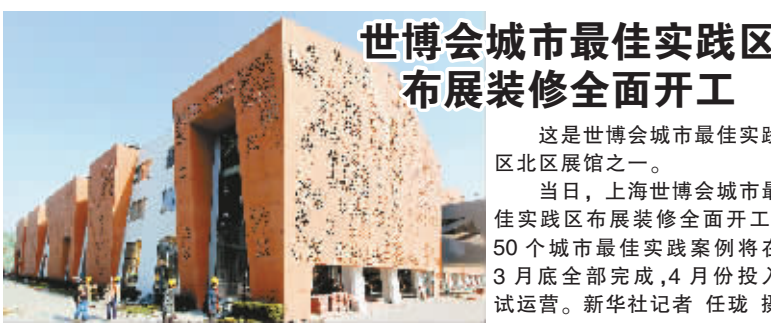 世博会城市最佳实践区
布展装修全面开工
这是世博会城市最佳实践
区北区展馆之一。
当日，上海世博会城市最
佳实践区布展装修全面开工
50 个城市最佳实践案例将在
3 月底全部完成,4 月份投入
试运营。新华社记者 任珑 摄